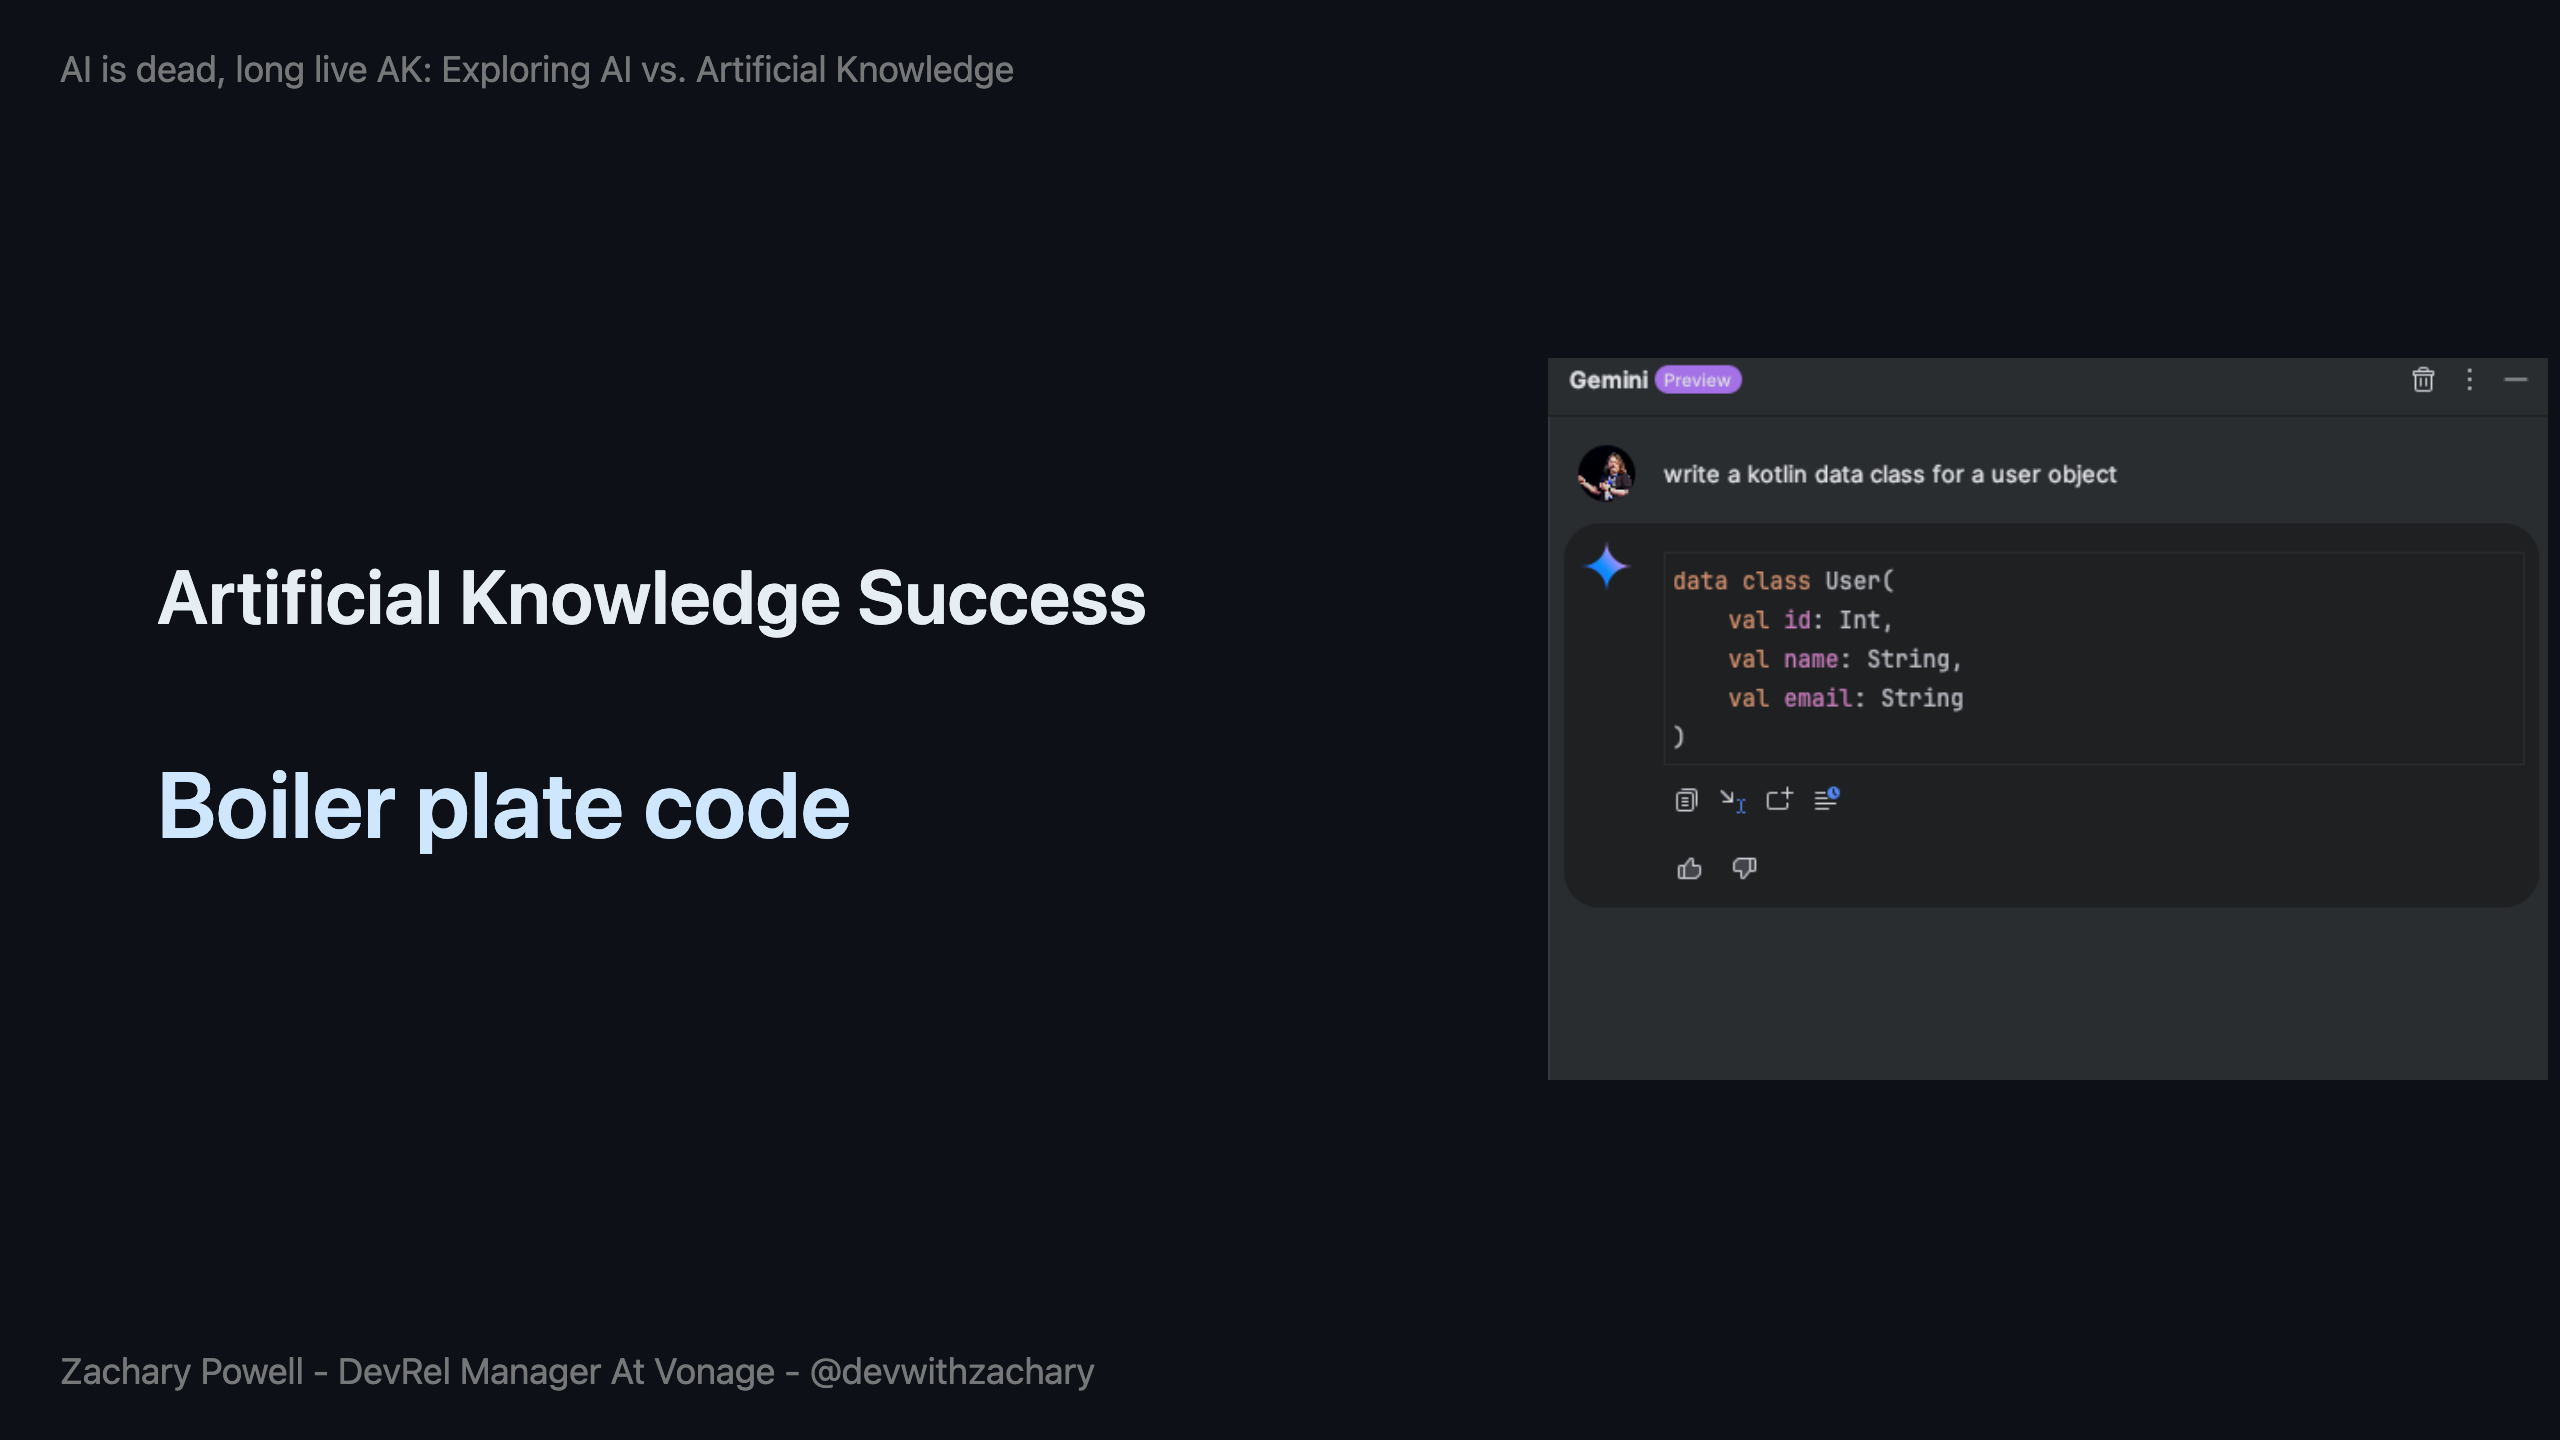 AI is dead, long live AK: Exploring AI vs. Artificial Knowledge
Artificial Knowledge Success
Boiler plate code
Gemini Preview
write a kotlin data class for a user object
data class User(
    val id: Int,
    val name: String,
    val email: String
)
Zachary Powell - DevRel Manager At Vonage - @devwithzachary